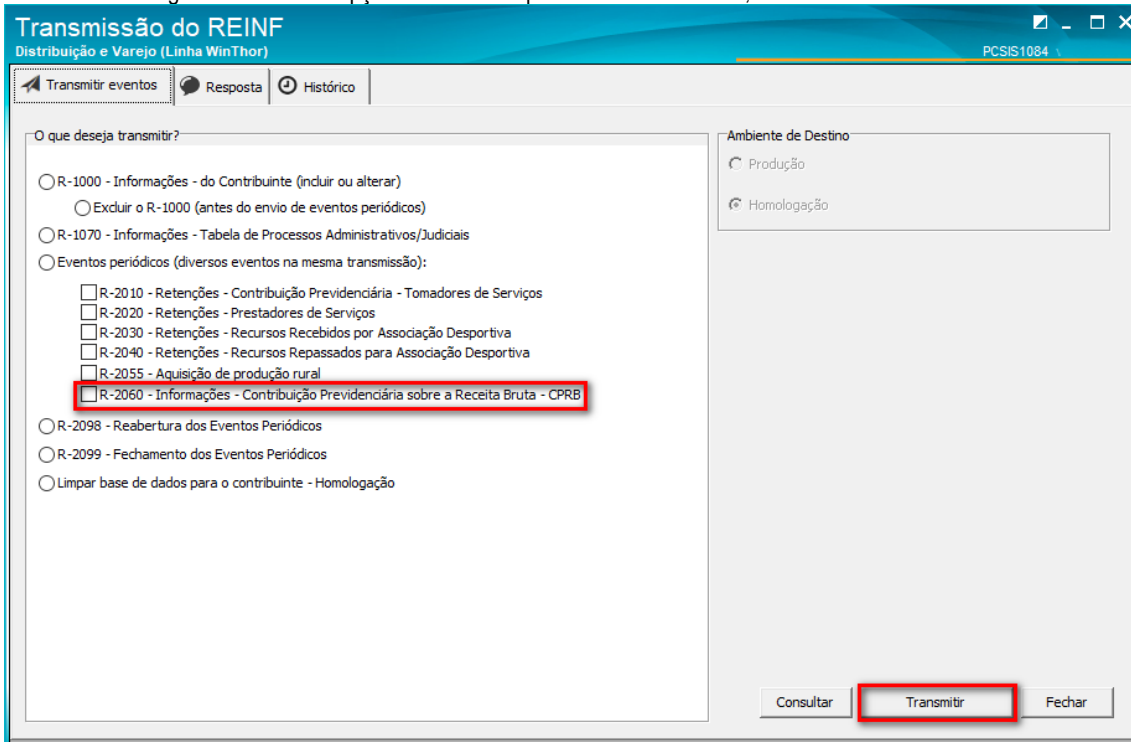 Transmissão do REINF
Distribuição e Varejo (Linha WinThor)
PCSIS1084
Transmitir eventos
Resposta
Histórico
O que deseja transmitir?
R-1000 - Informações - do Contribuinte (incluir ou alterar)
Excluir o R-1000 (antes do envio de eventos periódicos)
R-1070 - Informações - Tabela de Processos Administrativos/Judiciais
Eventos periódicos (diversos eventos na mesma transmissão):
R-2010 - Retenções - Contribuição Previdenciária - Tomadores de Serviços
R-2020 - Retenções - Prestadores de Serviços
R-2030 - Retenções - Recursos Recebidos por Associação Desportiva
R-2040 - Retenções - Recursos Repassados para Associação Desportiva
R-2055 - Aquisição de produção rural
R-2060 - Informações - Contribuição Previdenciária sobre a Receita Bruta - CPRB
R-2098 - Reabertura dos Eventos Periódicos
R-2099 - Fechamento dos Eventos Periódicos
Limpar base de dados para o contribuinte - Homologação
Ambiente de Destino
Produção
Homologação
Consultar
Transmitir
Fechar